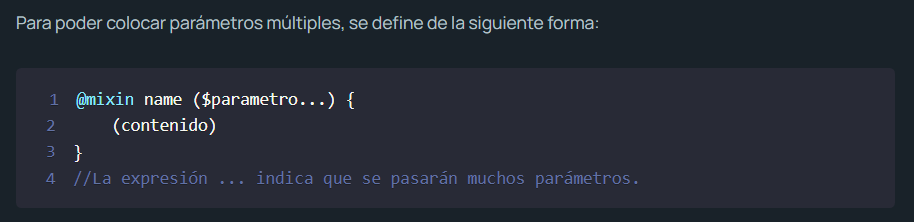 Para poder colocar parámetros múltiples, se define de la siguiente forma:
1 @mixin name ($parametro...) {
2     (contenido)
3 }
4 //La expresión ... indica que se pasarán muchos parámetros.